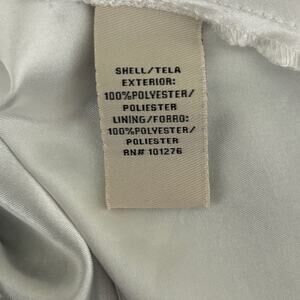 SHELL/TELA
EXTERIOR:
100%POLYESTER/
POLIESTER
LINING/FORRO:
100%POLYESTER/
POLIESTER
RN# 101276